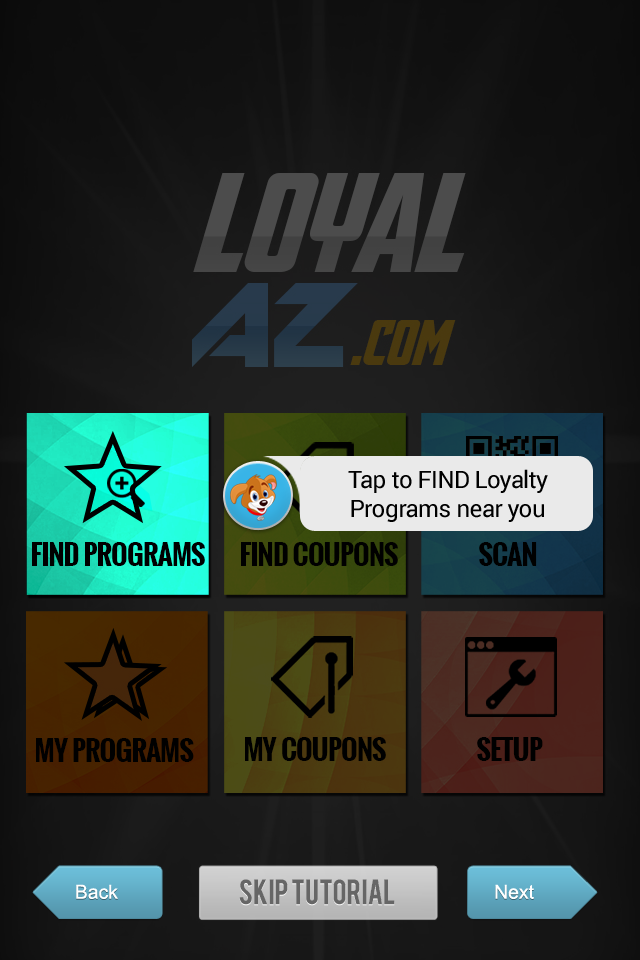 LOYAL
AZ.COM
Tap to FIND Loyalty
Programs near you
FIND PROGRAMS
FIND COUPONS
SCAN
MY PROGRAMS
MY COUPONS
SETUP
Back
SKIP TUTORIAL
Next